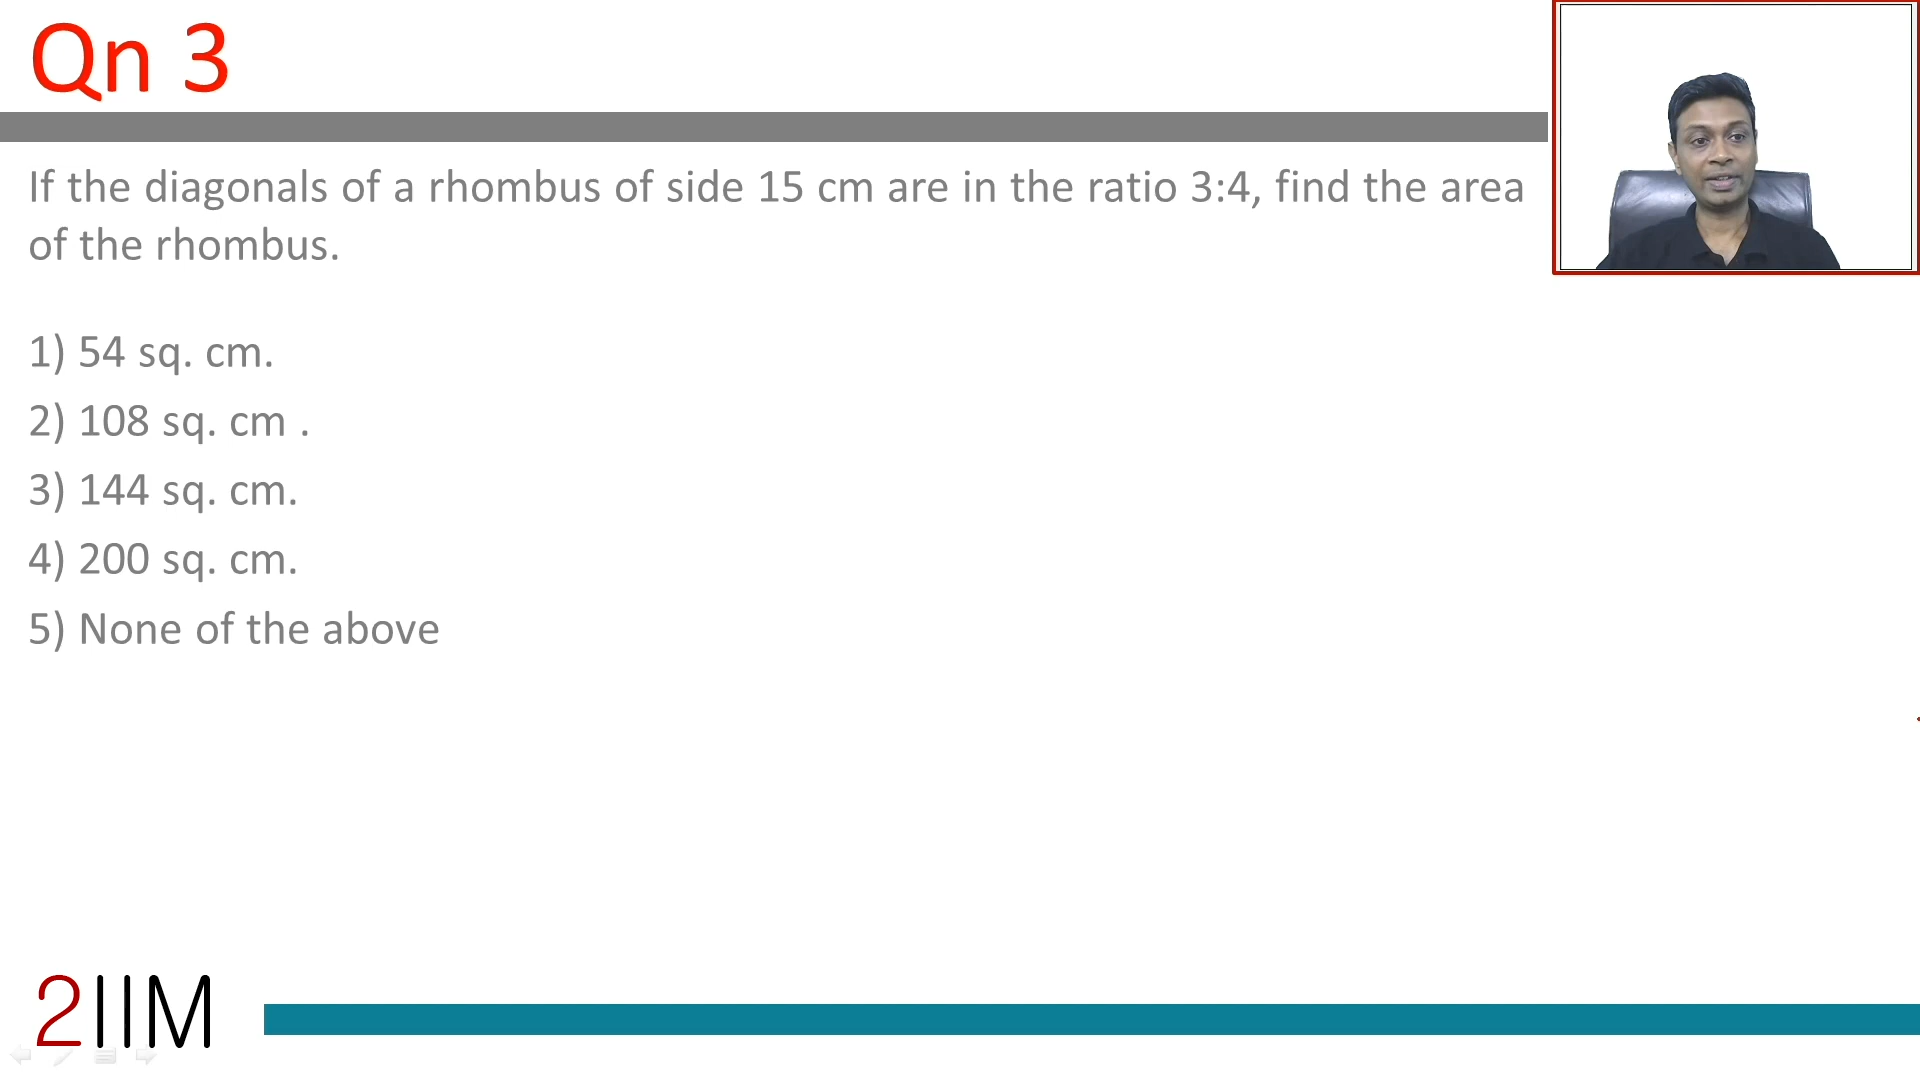 Qn 3
If the diagonals of a rhombus of side 15 cm are in the ratio 3:4, find the area
of the rhombus.
1) 54 sq. cm.
2) 108 sq. cm .
3) 144 sq. cm.
4) 200 sq. cm.
5) None of the above
2IIM